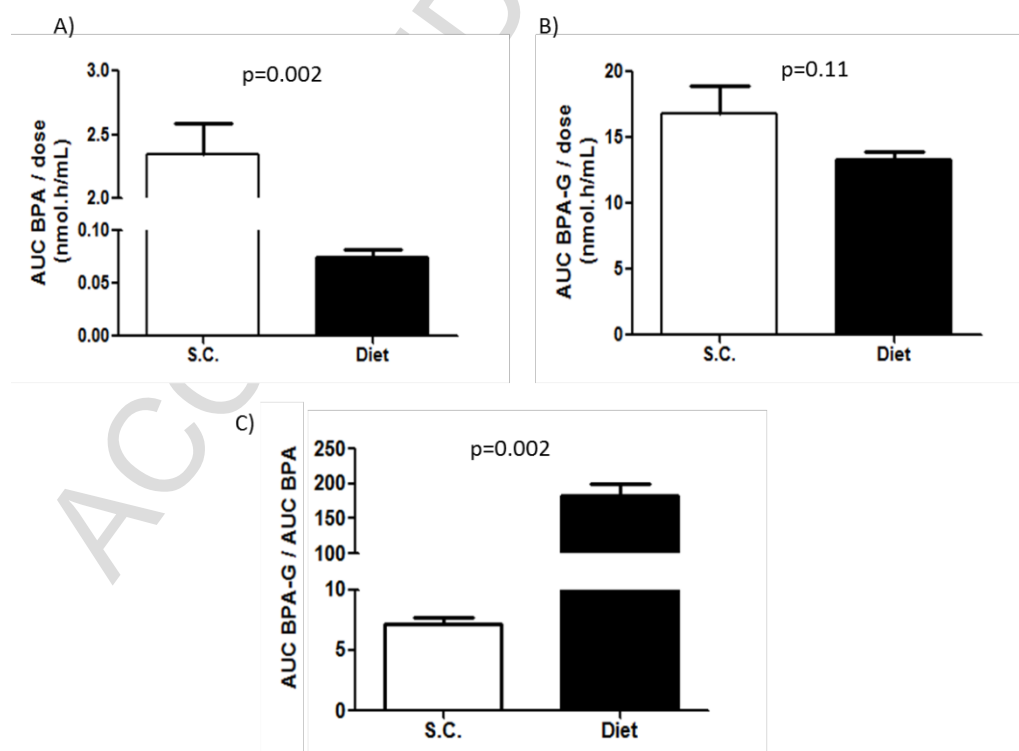 A)
p=0.002
AUC BPA / dose
(nmol.h/mL)
3.0
2.5
2.0
0.10
0.05
0.00
S.C.
Diet
B)
p=0.11
AUC BPA-G / dose
(nmol.h/mL)
20
15
10
5
0
S.C.
Diet
C)
p=0.002
AUC BPA-G / AUC BPA
250
200
150
100
10
5
0
S.C.
Diet